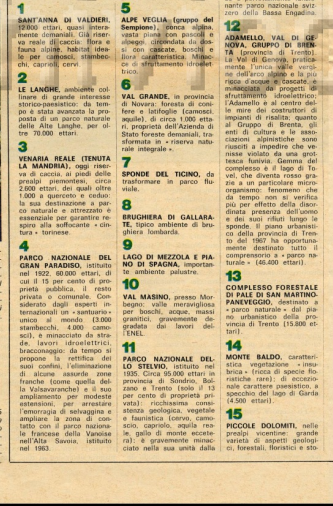 1
SANT'ANNA DI VALDIERI,
12.000 ettari, quasi intera-
mente demaniali. Già riser-
va reale di caccia: flora e
fauna alpine, habitat idea-
le per camosci, stambec-
chi, caprioli, cervi.
2
LE LANGHE, ambiente col-
linare di grande interesse
storico-paesistico: da tem-
po è stata avanzata la pro-
posta di un parco naturale
delle Alte Langhe, per ol-
tre 70.000 ettari.
3
VENARIA REALE (TENUTA
LA MANDRIA), oggi riser-
va di caccia, ai piedi delle
prealpi piemontesi, circa
2.600 ettari, dei quali oltre
1.000 a querceto e ceduo:
la sua destinazione a par-
co naturale e attrezzato è
essenziale per garantire re-
spiro alla soffocante « cin-
tura » torinese.
4
PARCO NAZIONALE DEL
GRAN PARADISO, istituito
nel 1922, 60.000 ettari, di
cui il 15 per cento di pro-
prietà pubblica, il resto
privata o comunale. Con-
siderato dagli esperti in-
ternazionali un « santuario »
unico al mondo (3.000
stambecchi, 4.000 camo-
sci), è minacciato da stra-
de, lavori idroelettrici,
bracconaggio: da tempo si
propone la rettifica dei
suoi confini, l'eliminazione
di alcune assurde zone
franche (come quella del-
la Valsavaranche) e il suo
ampliamento per modeste
estensioni, per arrestare
l'emorragia di selvaggina e
ampliare la zona di con-
tatto con il parco naziona-
le francese della Vanoise
nell'Alta Savoia, istituito
nel 1963.
5
ALPE VEGLIA (gruppo del
Sempione), conca alpina,
vasta piana con pascoli e
alpeggi, circondata da dos-
si con cascate, boschi e
flora caratteristica. Minac-
ce di sfruttamento idroelet-
trico.
6
VAL GRANDE, in provincia
di Novara: foresta di coni-
fere e latifoglie (camosci,
aquile), di circa 1.000 etta-
ri, proprietà dell'Azienda di
Stato foreste demaniali, tra-
sformata in « riserva natu-
rale integrale ».
7
SPONDE DEL TICINO, da
trasformare in parco flu-
viale.
8
BRUGHIERA DI GALLARA-
TE, tipico ambiente di bru-
ghiera lombarda.
9
LAGO DI MEZZOLA E PIA-
NO DI SPAGNA, importan-
te ambiente palustre.
10
VAL MASINO, presso Mor-
begno: valle meravigliosa
per boschi, acque, massi
granitici, gravemente de-
gradata dai lavori del-
l'ENEL.
11
PARCO NAZIONALE DEL-
LO STELVIO, istituito nel
1935. Circa 95.000 ettari in
provincia di Sondrio, Bol-
zano e Trento (solo il 13
per cento di proprietà pri-
vata): ricchissima consi-
stenza geologica, vegetale
e faunistica (cervo, camo-
scio, capriolo, aquila rea-
le, gallo di monte eccete-
ra); è gravemente minac-
ciato nella sua unità dalla
nante parco nazionale sviz-
zero della Bassa Engadina.
12
ADAMELLO, VAL DI GE-
NOVA, GRUPPO DI BREN-
TA (provincia di Trento).
La Val di Genova, pratica-
mente l'unica valle vergi-
ne dell'arco alpino e la più
ricca d'acque e cascate, è
minacciata da progetti di
sfruttamento idroelettrico;
l'Adamello è al centro del-
le mire dei costruttori di
impianti di risalita; quanto
al Gruppo di Brenta, gli
enti di cultura e le asso-
ciazioni alpinistiche sono
riusciti a impedire che ve-
nisse violato da una grot-
tesca funivia. Gemma del
complesso è il lago di To-
vel, che diventa rosso gra-
zie a un particolare micro-
organismo: fenomeno che
da tempo non si verifica
più per effetto della disor-
dinata presenza dell'uomo
e dei suoi rifiuti lungo le
sponde. Il piano urbanisti-
co della provincia di Tren-
to del 1967 ha opportuna-
mente destinato tutto il
comprensorio a « parco na-
turale » (46.400 ettari).
13
COMPLESSO FORESTALE
DI PALE DI SAN MARTINO-
PANEVEGGIO, destinato a
« parco naturale » dal pia-
no urbanistico della pro-
vincia di Trento (15.800 et-
tari).
14
MONTE BALDO, caratteri-
stica vegetazione « insu-
brica » (ricca di specie flo-
ristiche rare); di eccezio-
nale carattere paesistico, a
specchio del lago di Garda
(4.500 ettari).
15
PICCOLE DOLOMITI, nelle
prealpi vicentine: grande
varietà di aspetti geologi-
ci, forestali, floristici e sto-